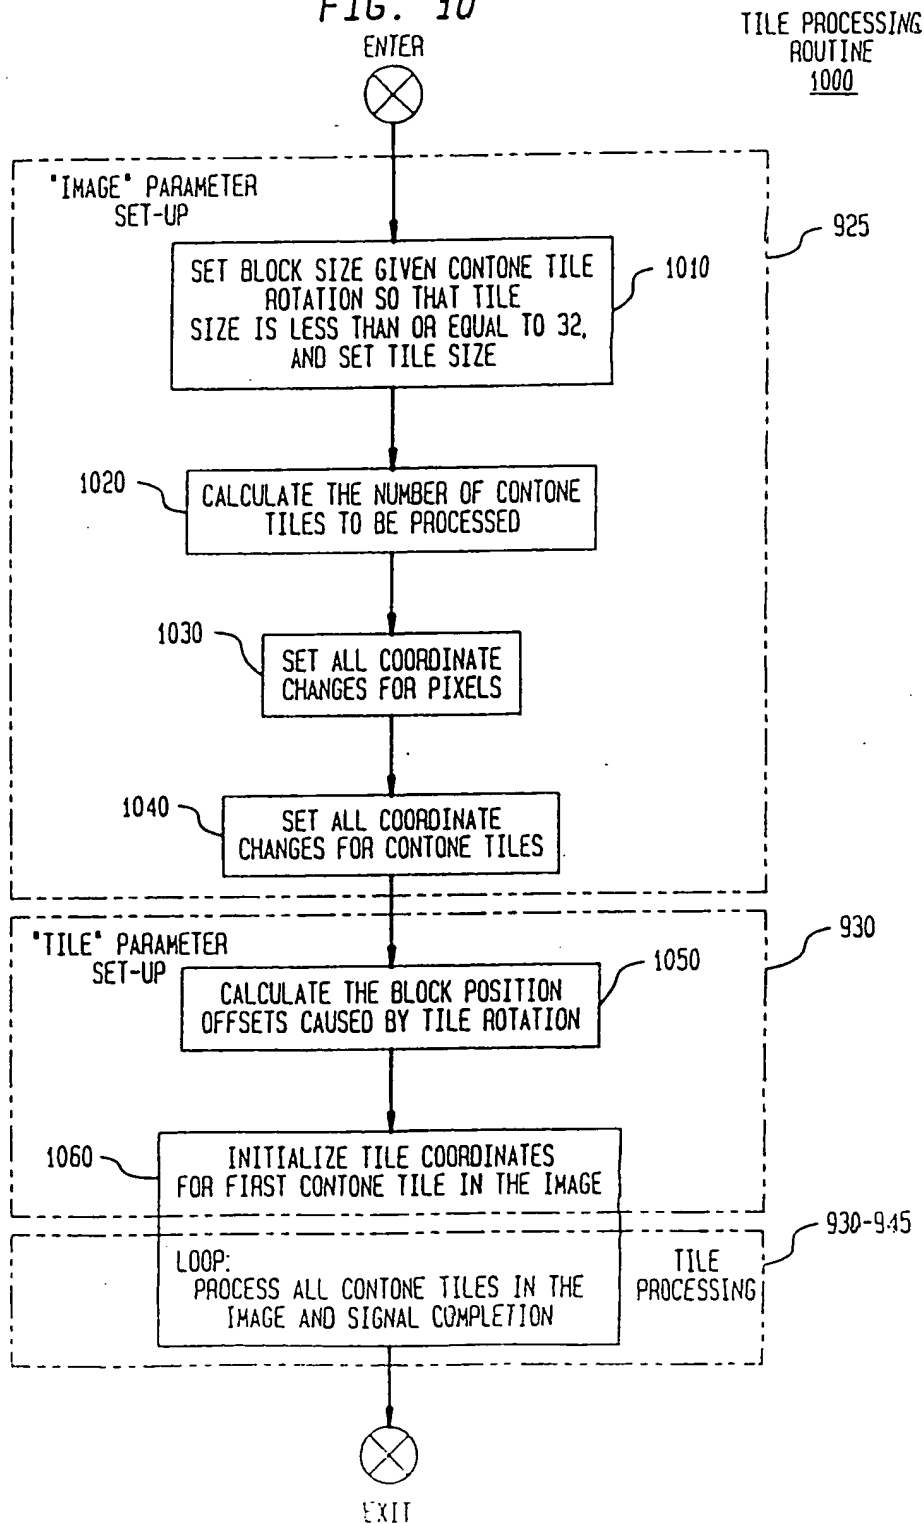 FIG. 10
TILE PROCESSING
ROUTINE
1000
ENTER
"IMAGE" PARAMETER
SET-UP
925
SET BLOCK SIZE GIVEN CONTONE TILE
ROTATION SO THAT TILE
SIZE IS LESS THAN OR EQUAL TO 32,
AND SET TILE SIZE
1010
1020
CALCULATE THE NUMBER OF CONTONE
TILES TO BE PROCESSED
1030
SET ALL COORDINATE
CHANGES FOR PIXELS
1040
SET ALL COORDINATE
CHANGES FOR CONTONE TILES
"TILE" PARAMETER
SET-UP
930
1050
CALCULATE THE BLOCK POSITION
OFFSETS CAUSED BY TILE ROTATION
1060
INITIALIZE TILE COORDINATES
FOR FIRST CONTONE TILE IN THE IMAGE
930-945
LOOP:
PROCESS ALL CONTONE TILES IN THE
IMAGE AND SIGNAL COMPLETION
TILE
PROCESSING
EXIT